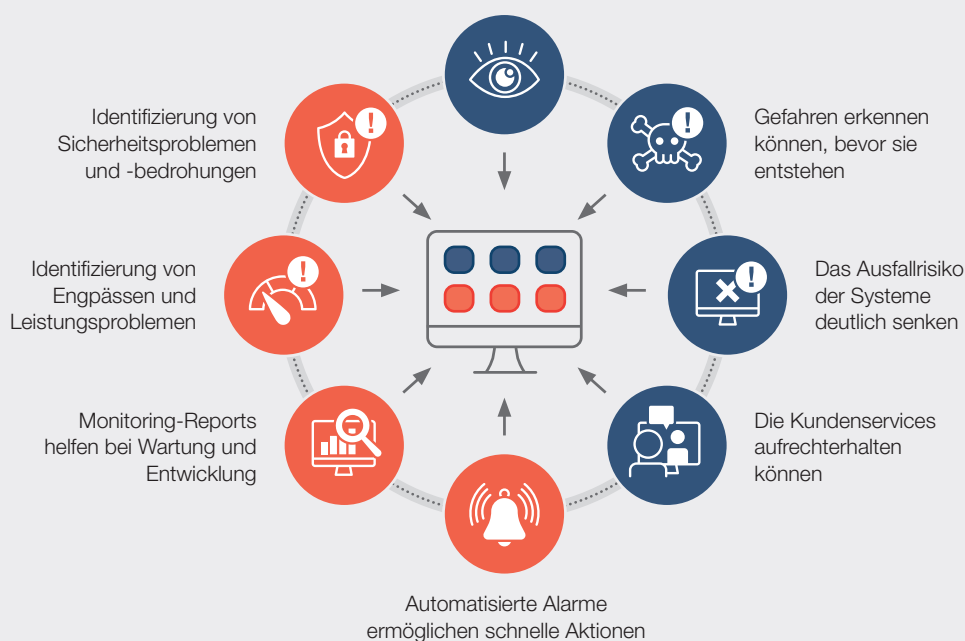 Identifizierung von
Sicherheitsproblemen
und -bedrohungen
Gefahren erkennen
können, bevor sie
entstehen
Identifizierung von
Engpässen und
Leistungsproblemen
Das Ausfallrisiko
der Systeme
deutlich senken
Monitoring-Reports
helfen bei Wartung und
Entwicklung
Die Kundenservices
aufrechterhalten
können
Automatisierte Alarme
ermöglichen schnelle Aktionen